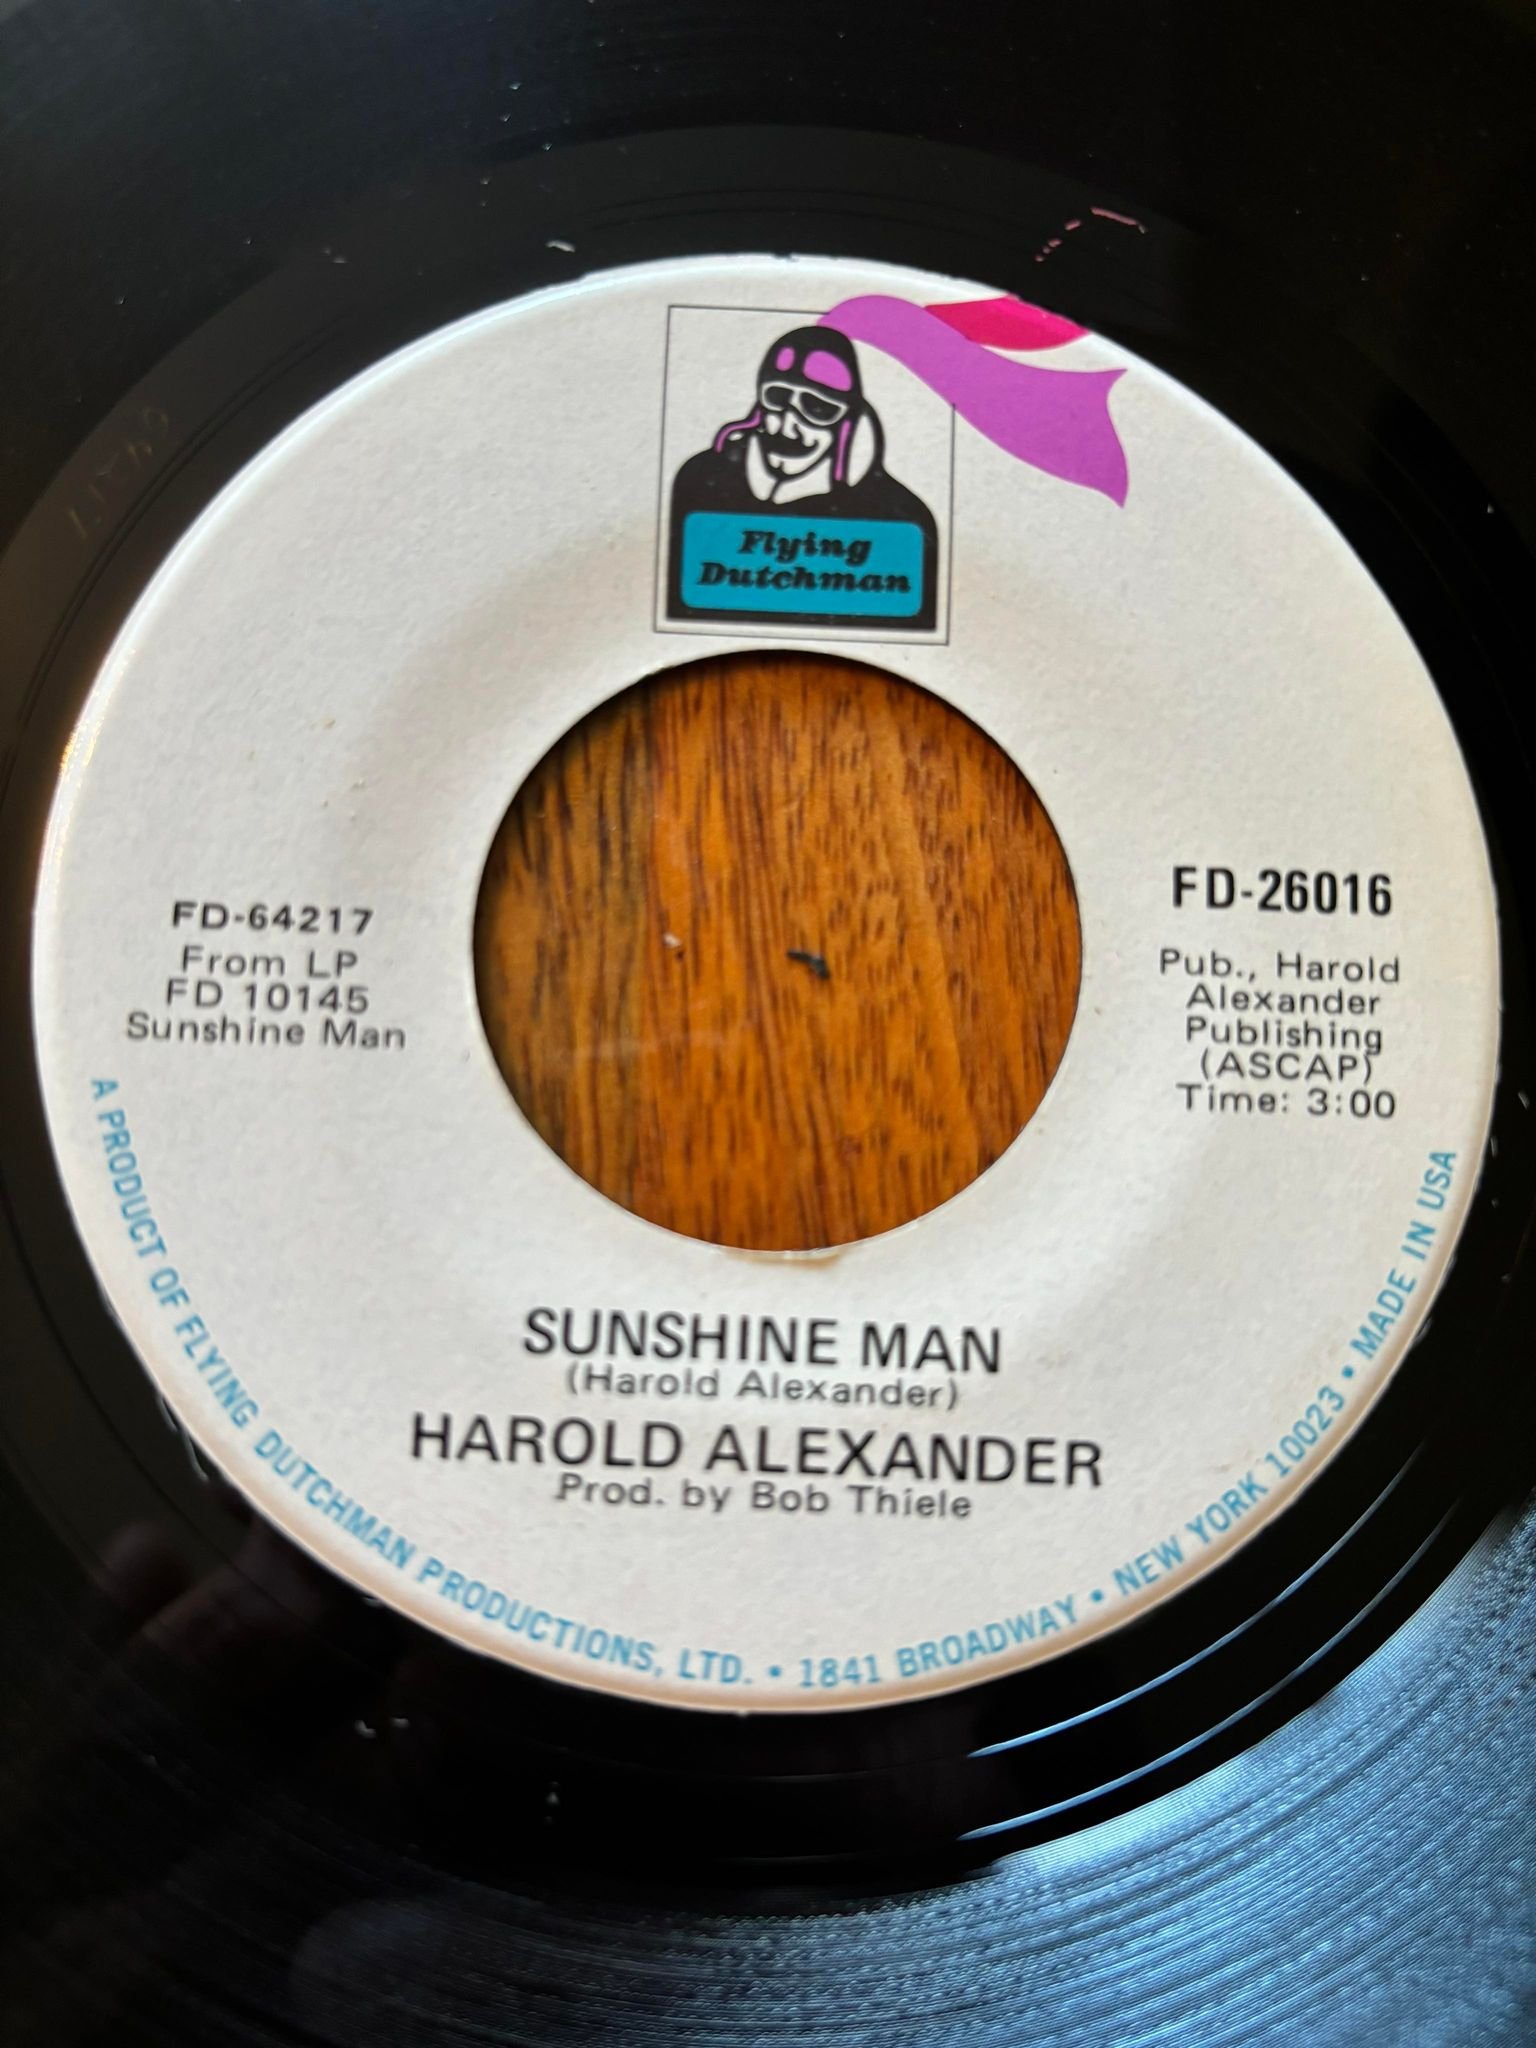 Flying
Dutchman
FD-64217
From LP
FD 10145
Sunshine Man
FD-26016
Pub., Harold
Alexander
Publishing
(ASCAP)
Time: 3:00
SUNSHINE MAN
(Harold Alexander)
HAROLD ALEXANDER
Prod. by Bob Thiele
A PRODUCT OF FLYING DUTCHMAN PRODUCTIONS, LTD. • 1841 BROADWAY • NEW YORK 10023 • MADE IN USA